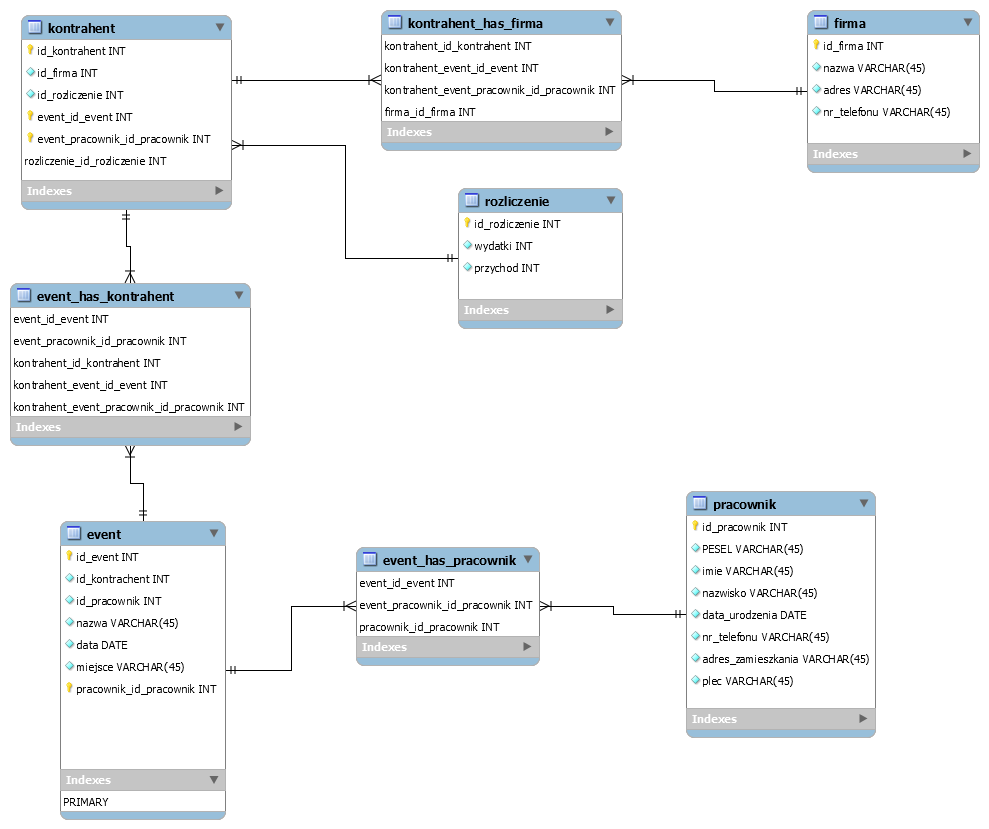 kontrahent
id_kontrahent INT
id_firma INT
id_rozliczenie INT
event_id_event INT
event_pracownik_id_pracownik INT
rozliczenie_id_rozliczenie INT
Indexes
kontrahent_has_firma
kontrahent_id_kontrahent INT
kontrahent_event_id_event INT
kontrahent_event_pracownik_id_pracownik INT
firma_id_firma INT
Indexes
firma
id_firma INT
nazwa VARCHAR(45)
adres VARCHAR(45)
nr_telefonu VARCHAR(45)
Indexes
rozliczenie
id_rozliczenie INT
wydatki INT
przychod INT
Indexes
event_has_kontrahent
event_id_event INT
event_pracownik_id_pracownik INT
kontrahent_id_kontrahent INT
kontrahent_event_id_event INT
kontrahent_event_pracownik_id_pracownik INT
Indexes
event
id_event INT
id_kontrachent INT
id_pracownik INT
nazwa VARCHAR(45)
data DATE
miejsce VARCHAR(45)
pracownik_id_pracownik INT
Indexes
PRIMARY
event_has_pracownik
event_id_event INT
event_pracownik_id_pracownik INT
pracownik_id_pracownik INT
Indexes
pracownik
id_pracownik INT
PESEL VARCHAR(45)
imie VARCHAR(45)
nazwisko VARCHAR(45)
data_urodzenia DATE
nr_telefonu VARCHAR(45)
adres_zamieszkania VARCHAR(45)
plec VARCHAR(45)
Indexes